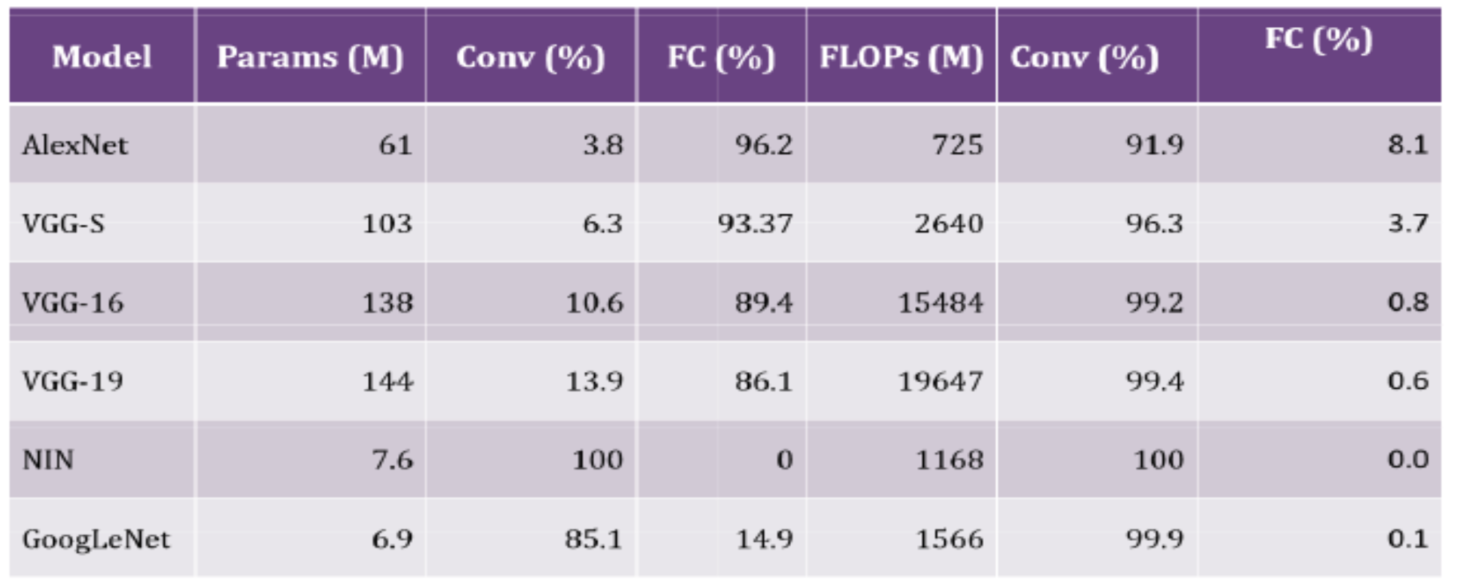 Model Params (M) Conv (%) FC (%) FLOPs (M) Conv (%) FC (%)
AlexNet 61 3.8 96.2 725 91.9 8.1
VGG-S 103 6.3 93.37 2640 96.3 3.7
VGG-16 138 10.6 89.4 15484 99.2 0.8
VGG-19 144 13.9 86.1 19647 99.4 0.6
NIN 7.6 100 0 1168 100 0.0
GoogLeNet 6.9 85.1 14.9 1566 99.9 0.1